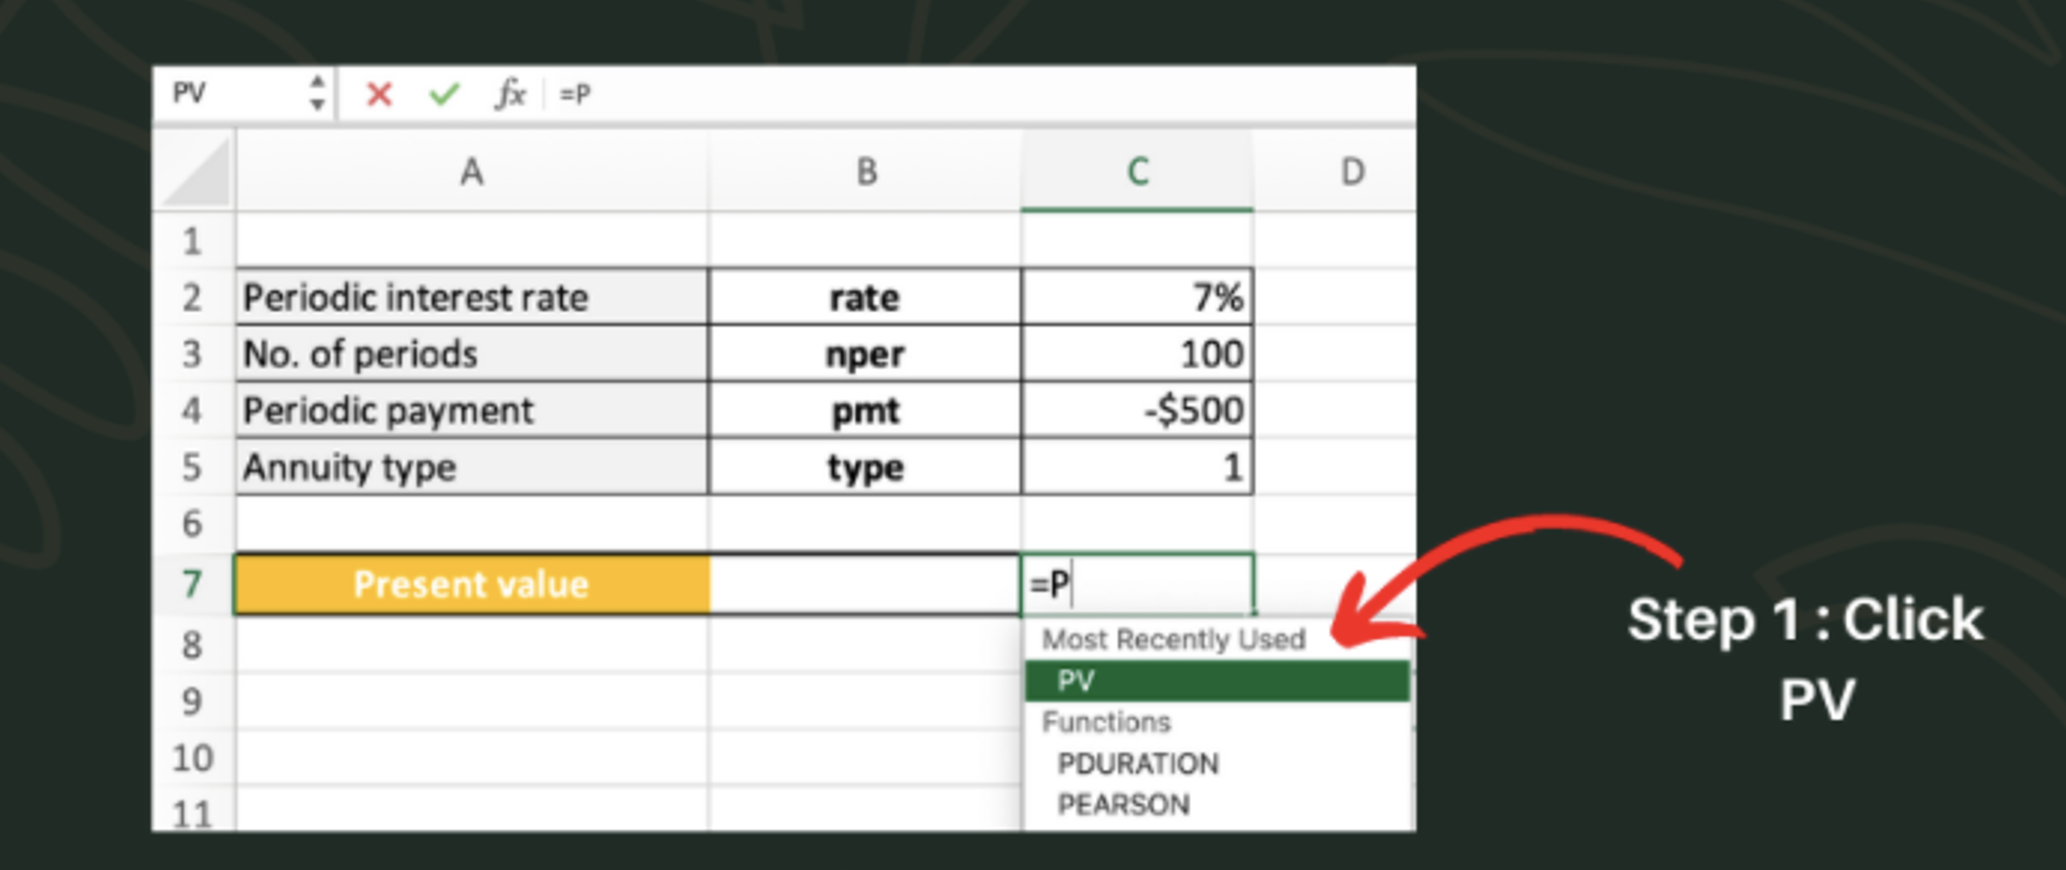 PV fx =P
A B C D
1
2 Periodic interest rate rate 7%
3 No. of periods nper 100
4 Periodic payment pmt -$500
5 Annuity type type 1
6
7 Present value =P
8 Most Recently Used
9 PV
Functions
10 PDURATION
11 PEARSON
Step 1 : Click
PV